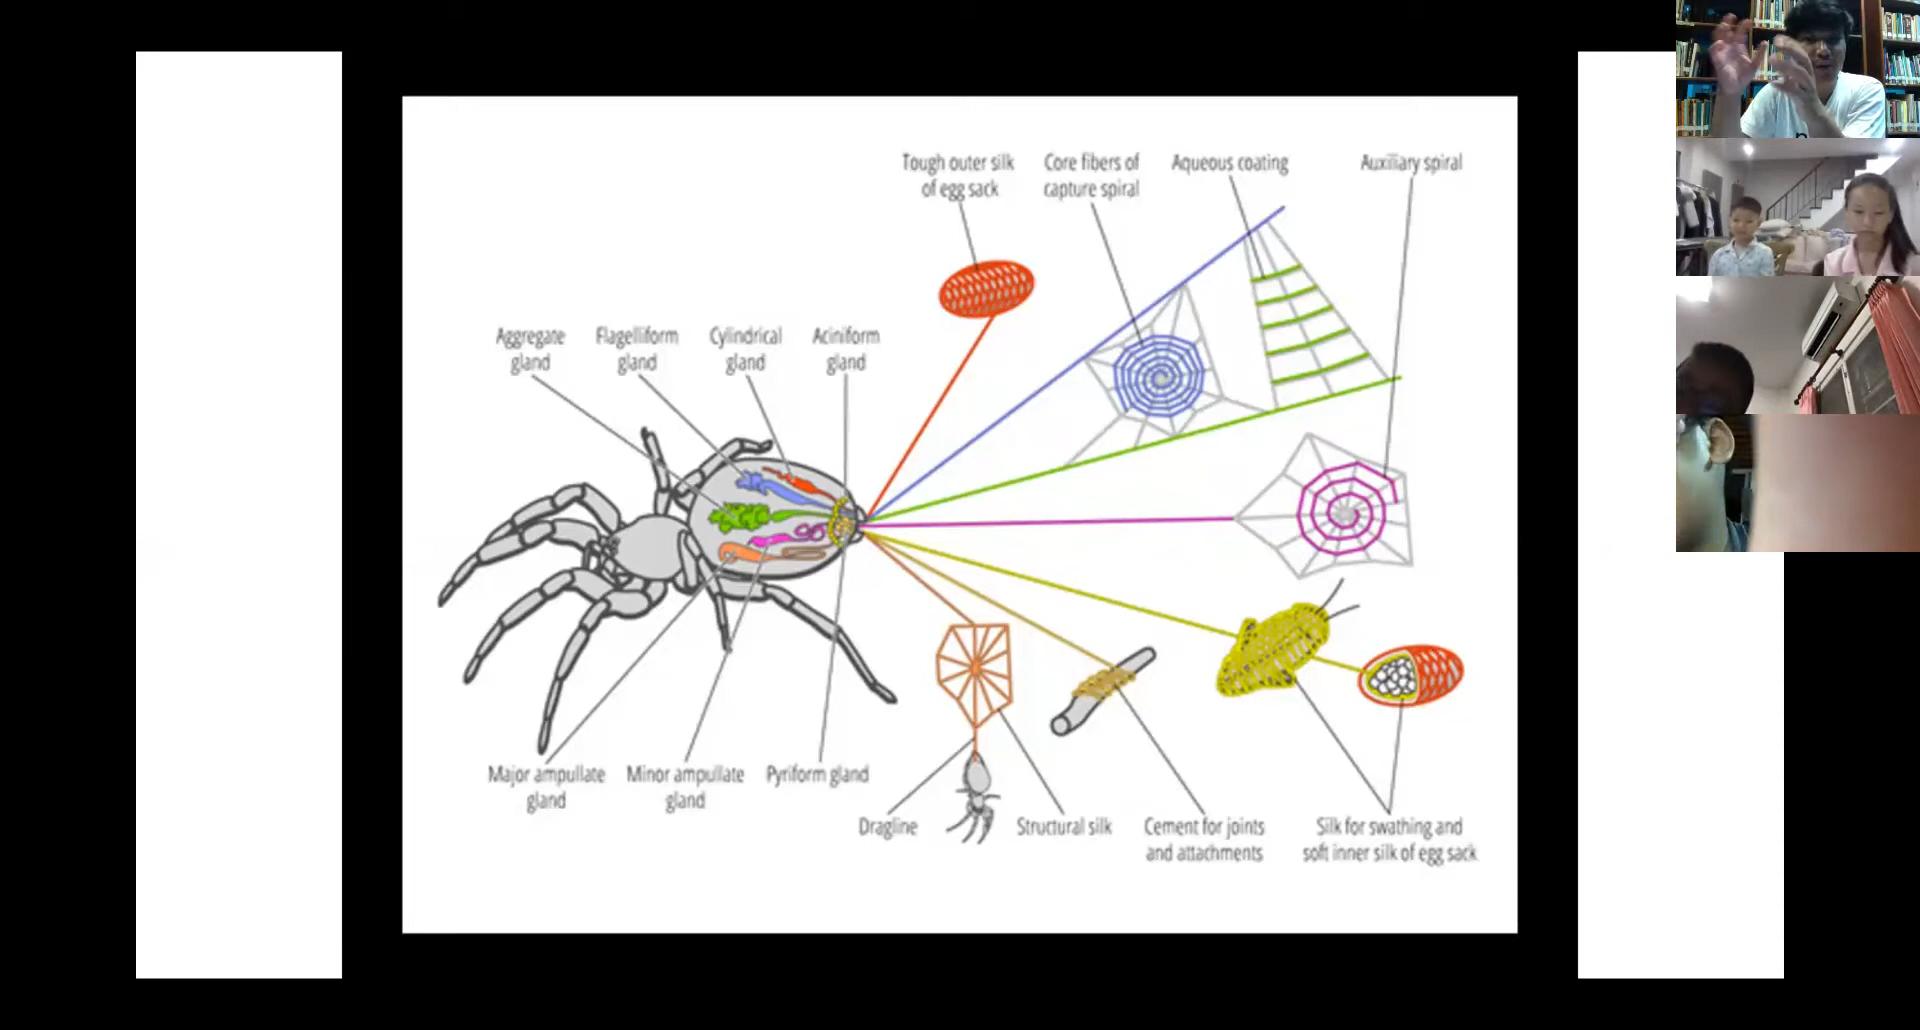 Tough outer silk
of egg sack
Core fibers of
capture spiral
Aqueous coating
Auxiliary spiral
Aggregate
gland
Flagelliform
gland
Cylindrical
gland
Aciniform
gland
Major ampullate
gland
Minor ampullate
gland
Pyriform gland
Dragline
Structural silk
Cement for joints
and attachments
Silk for swathing and
soft inner silk of egg sack